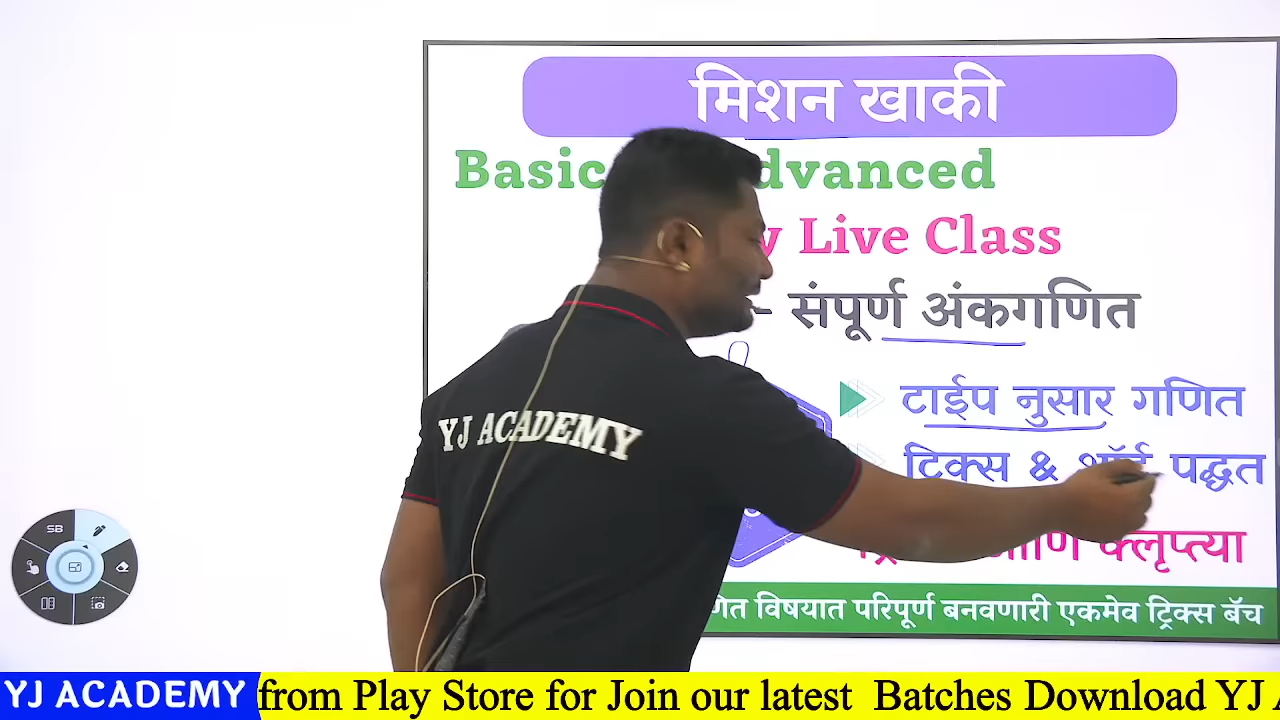 मिशन खाकी
Basic dvanced
y Live Class
- संपूर्ण अंकगणित
टाईप नुसार गणित
ट्रिक्स & शॉर्ट पद्धत
क्लृप्त्या
विषयात परिपूर्ण बनवणारी एकमेव ट्रिक्स बॅच
YJ ACADEMY
SB
YJ ACADEMY from Play Store for Join our latest Batches Download YJ